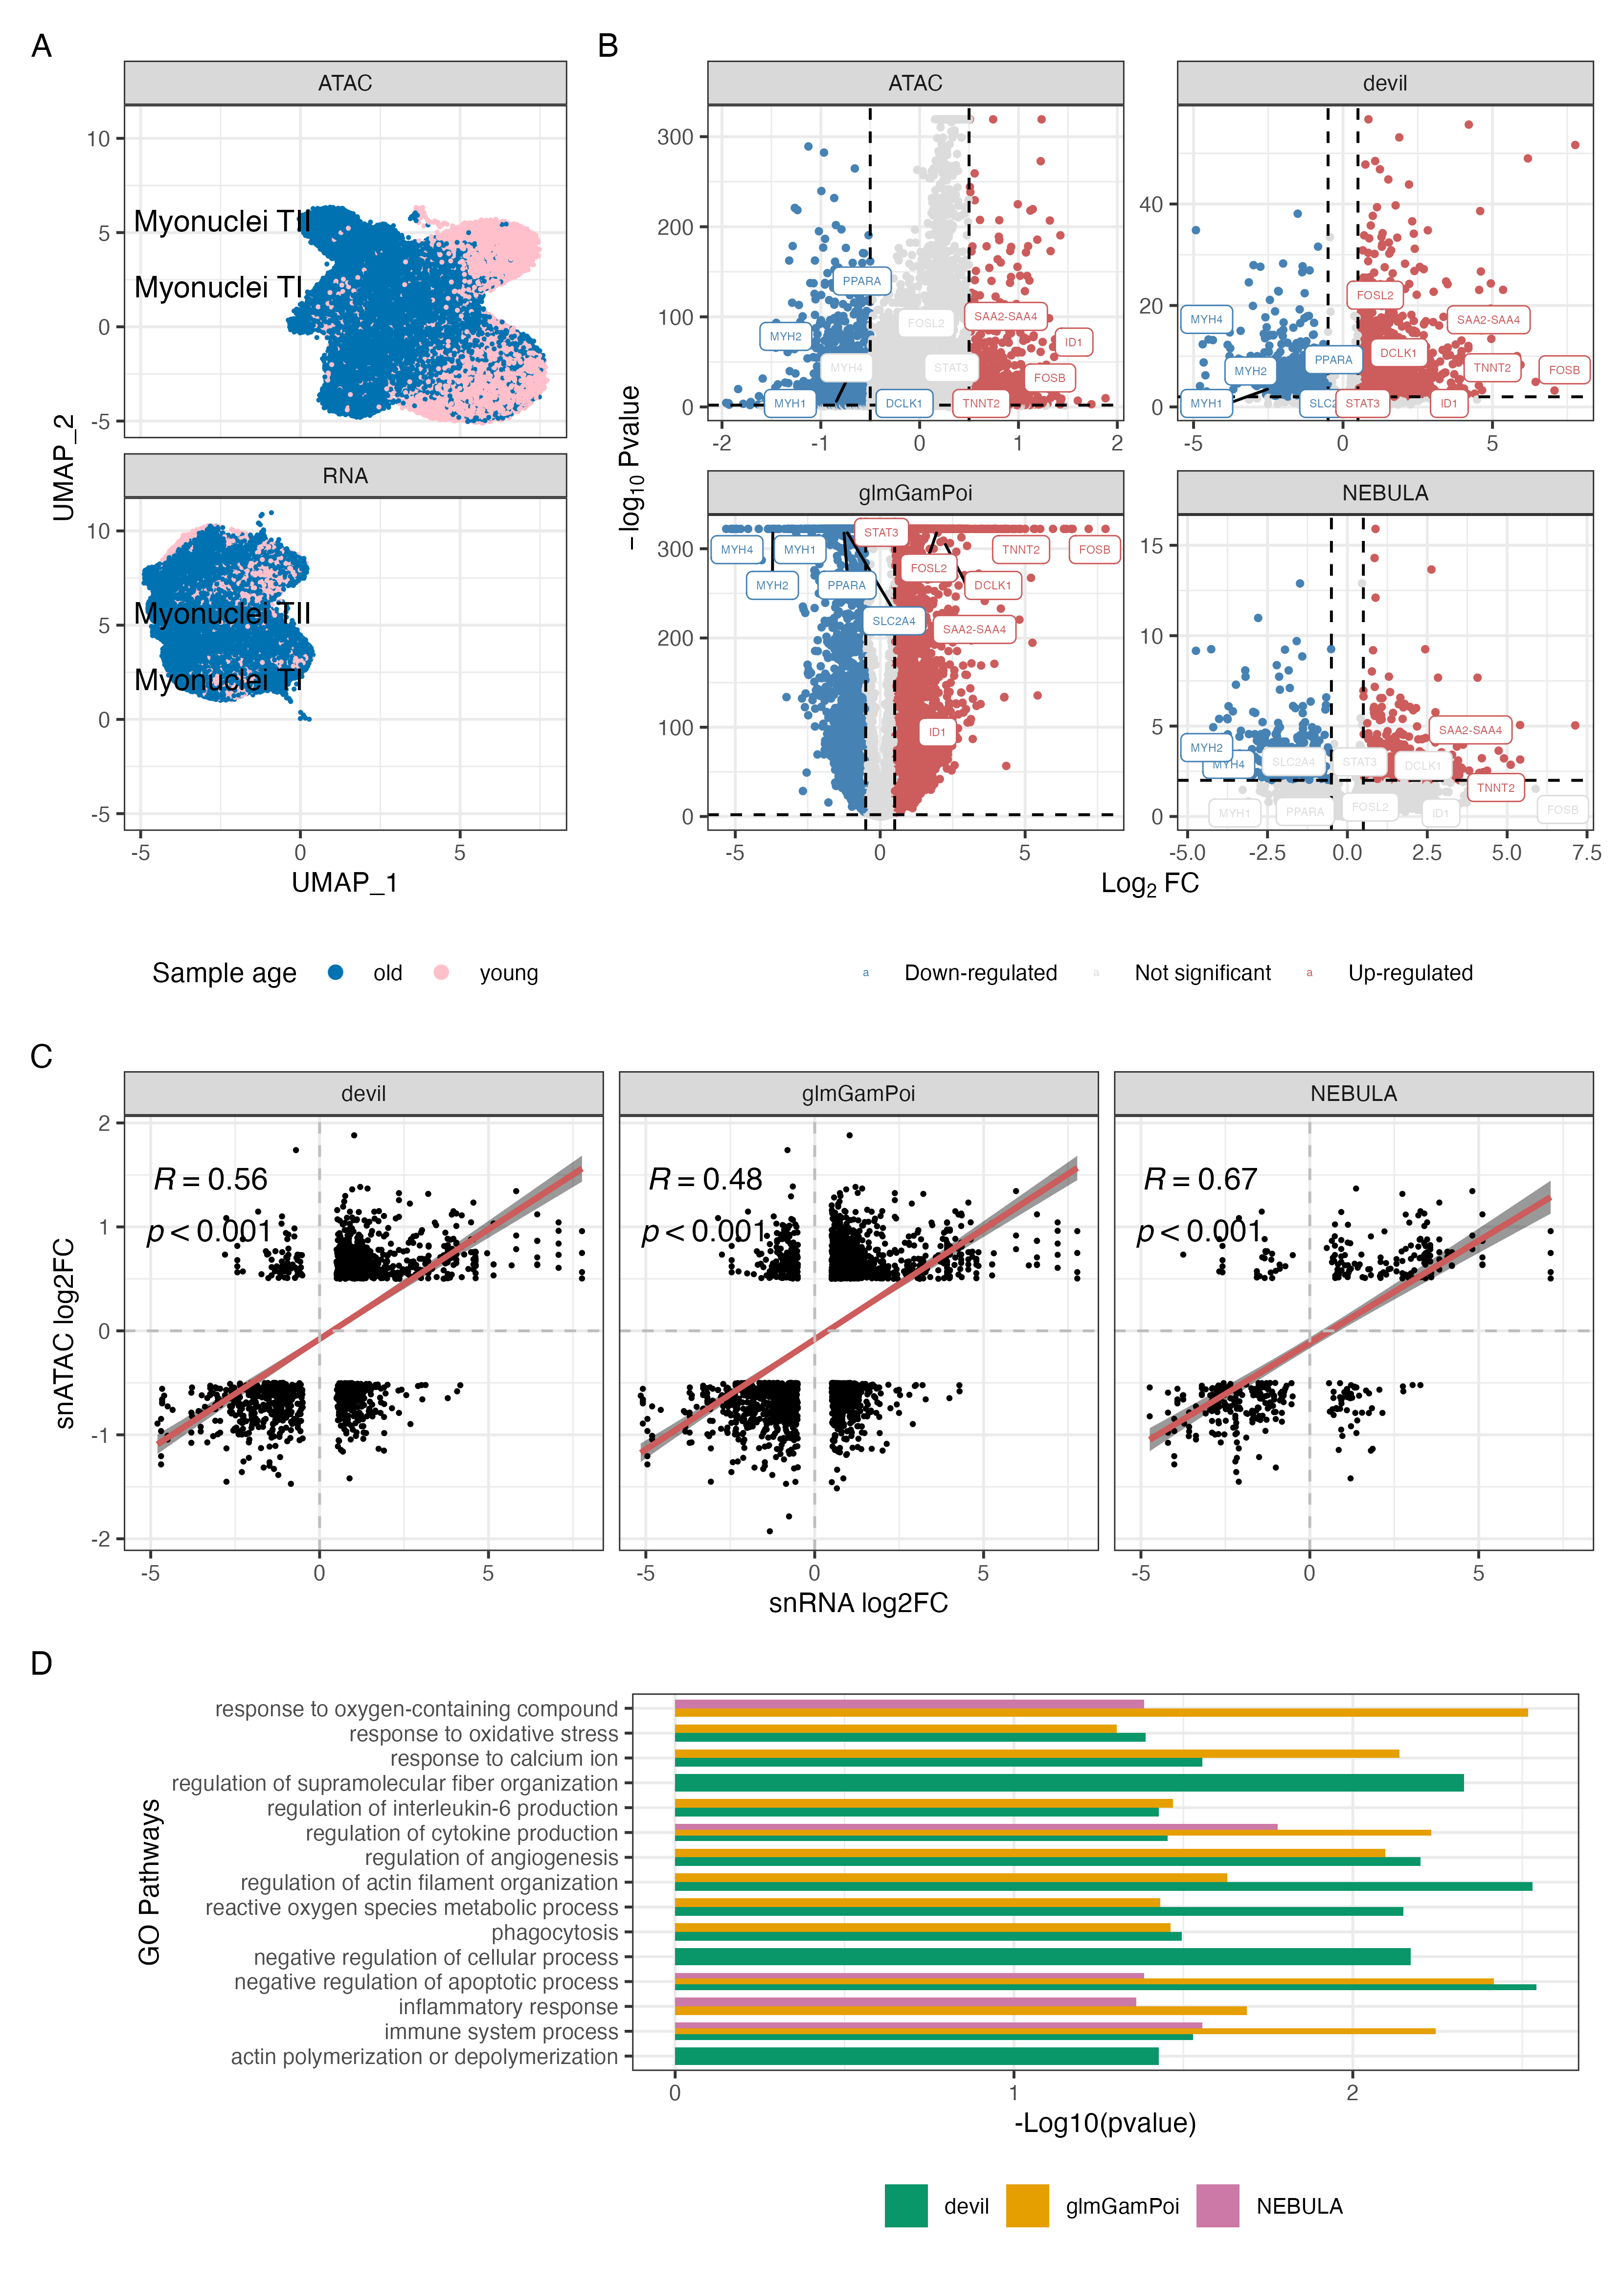 A
ATAC
10
5
0
-5
Myonuclei TII
Myonuclei TI
RNA
10
5
0
-5
Myonuclei TII
Myonuclei TI
-5
0
5
UMAP_1
UMAP_2
Sample age
old
young
B
ATAC
300
200
100
0
-2
-1
0
1
2
PPARA
MYH2
FOSL2
SAA2-SAA4
ID1
MYH4
STAT3
FOSB
MYH1
DCLK1
TNNT2
devil
40
20
0
-5
0
5
FOSL2
MYH4
SAA2-SAA4
DCLK1
PPARA
MYH2
TNNT2
FOSB
MYH1
SLC2
STAT3
ID1
glmGamPoi
300
200
100
0
-5
0
5
STAT3
MYH4
MYH1
TNNT2
FOSB
FOSL2
MYH2
PPARA
DCLK1
SLC2A4
SAA2-SAA4
ID1
NEBULA
15
10
5
0
-5.0
-2.5
0.0
2.5
5.0
7.5
SAA2-SAA4
MYH2
MYH4
SLC2A4
STAT3
DCLK1
TNNT2
MYH1
PPARA
FOSL2
ID1
FOSB
−log10 Pvalue
Log2 FC
a
Down-regulated
a
Not significant
a
Up-regulated
C
devil
glmGamPoi
NEBULA
R = 0.56
p < 0.001
R = 0.48
p < 0.001
R = 0.67
p < 0.001
2
1
0
-1
-2
-5
0
5
-5
0
5
-5
0
5
snATAC log2FC
snRNA log2FC
D
response to oxygen-containing compound
response to oxidative stress
response to calcium ion
regulation of supramolecular fiber organization
regulation of interleukin-6 production
regulation of cytokine production
regulation of angiogenesis
regulation of actin filament organization
reactive oxygen species metabolic process
phagocytosis
negative regulation of cellular process
negative regulation of apoptotic process
inflammatory response
immune system process
actin polymerization or depolymerization
GO Pathways
0
1
2
-Log10(pvalue)
devil
glmGamPoi
NEBULA